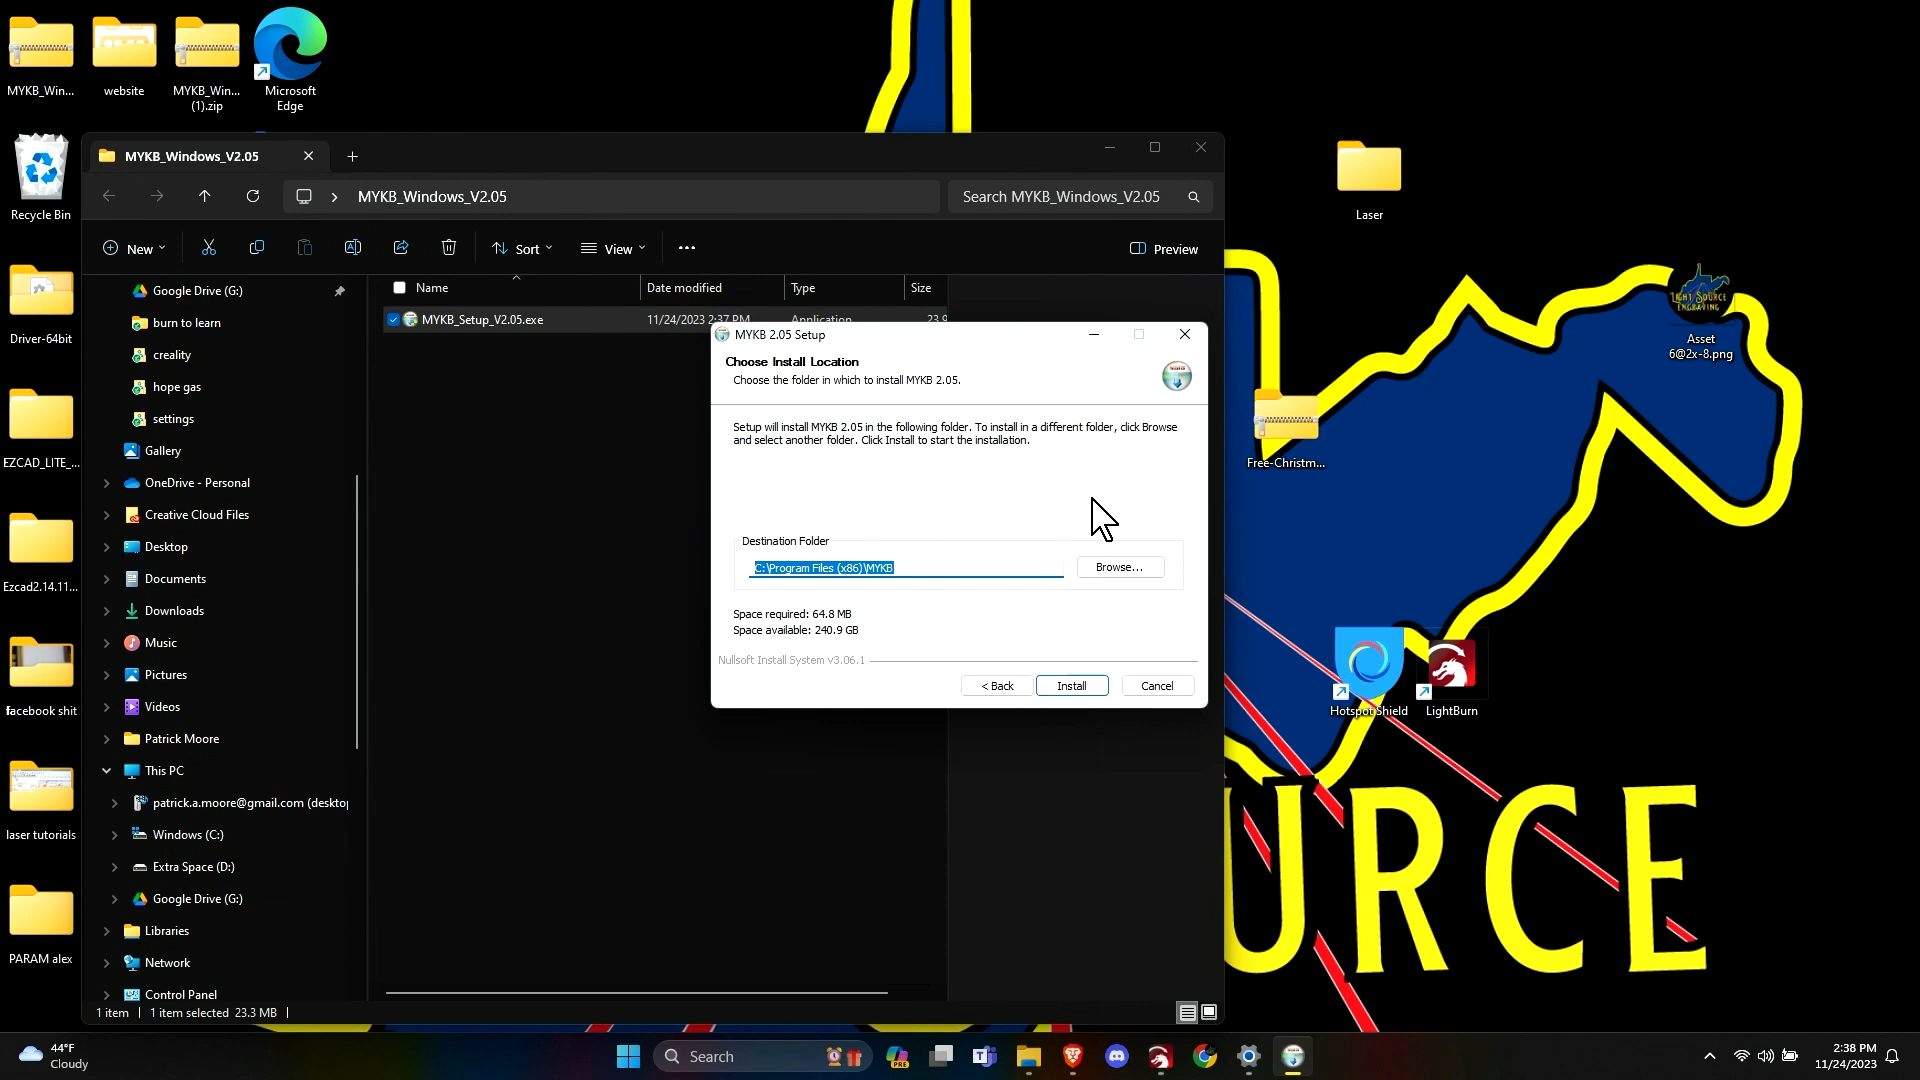 MYKB_Win...
website
MYKB_Win...
(1).zip
Microsoft
Edge
Recycle Bin
Driver-64bit
EZCAD_LITE_...
Ezcad2.14.11...
facebook shit
laser tutorials
PARAM alex
MYKB_Windows_V2.05
MYKB_Windows_V2.05
Search MYKB_Windows_V2.05
New
Sort
View
Preview
Google Drive (G:)
burn to learn
creality
hope gas
settings
Gallery
OneDrive - Personal
Creative Cloud Files
Desktop
Documents
Downloads
Music
Pictures
Videos
Patrick Moore
This PC
patrick.a.moore@gmail.com (desktop
Windows (C:)
Extra Space (D:)
Google Drive (G:)
Libraries
Network
Control Panel
Name
Date modified
Type
Size
MYKB_Setup_V2.05.exe
11/24/2023 2:37 PM
Application
23,9
1 item
1 item selected 23.3 MB
MYKB 2.05 Setup
Choose Install Location
Choose the folder in which to install MYKB 2.05.
Setup will install MYKB 2.05 in the following folder. To install in a different folder, click Browse
and select another folder. Click Install to start the installation.
Destination Folder
C:\Program Files (x86)\MYKB
Browse...
Space required: 64.8 MB
Space available: 240.9 GB
Nullsoft Install System v3.06.1
< Back
Install
Cancel
Laser
LIGHT SOURCE
ENGRAVING
Asset
6@2x-8.png
Free-Christm...
Hotspot Shield
LightBurn
URCE
44°F
Cloudy
Search
PRE
2:38 PM
11/24/2023